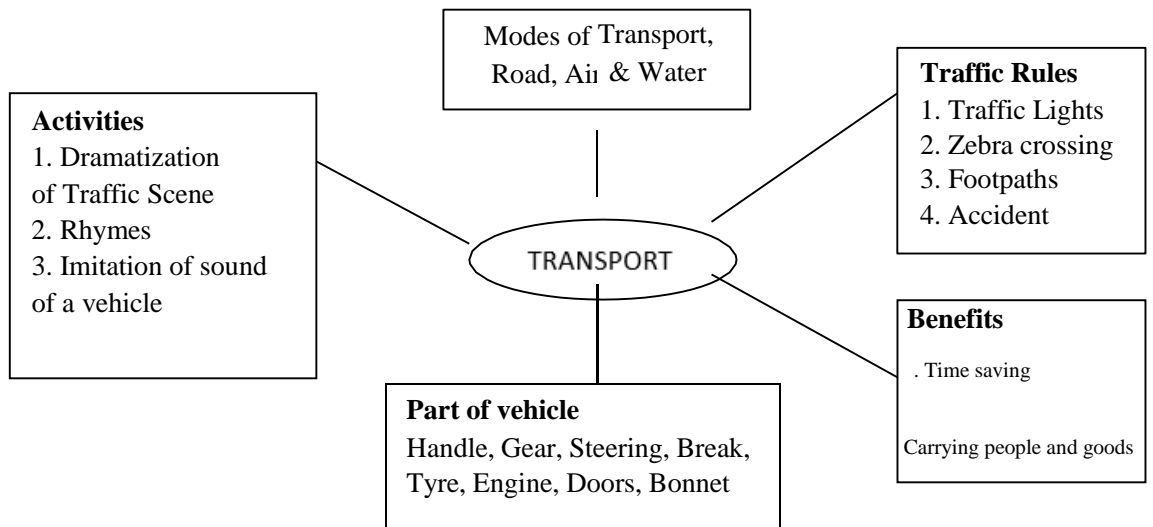 Modes of Transport,
Road, Air & Water
Activities
1. Dramatization
of Traffic Scene
2. Rhymes
3. Imitation of sound
of a vehicle
Traffic Rules
1. Traffic Lights
2. Zebra crossing
3. Footpaths
4. Accident
TRANSPORT
Benefits
. Time saving
Carrying people and goods
Part of vehicle
Handle, Gear, Steering, Break,
Tyre, Engine, Doors, Bonnet